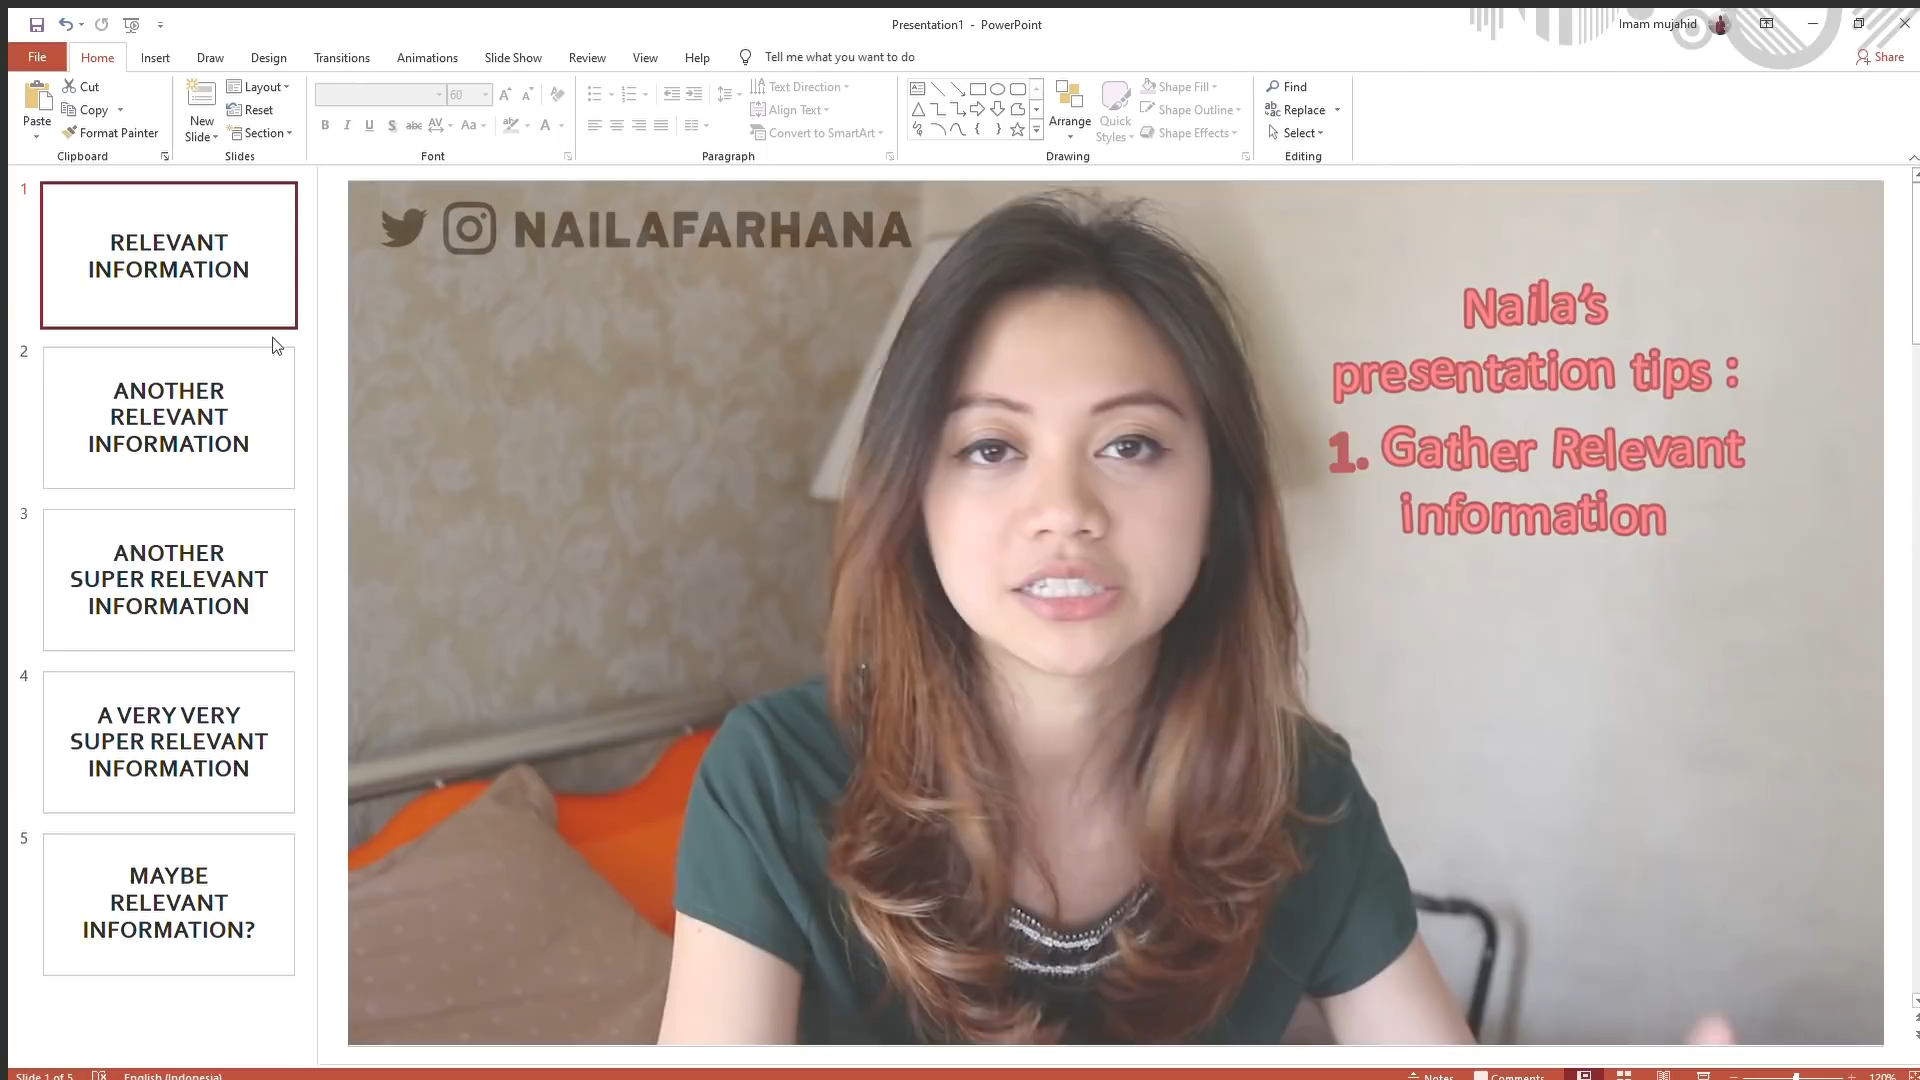 Presentation1 - PowerPoint
Imam mujahid
File
Home
Insert
Draw
Design
Transitions
Animations
Slide Show
Review
View
Help
Tell me what you want to do
Share
Paste
Cut
Copy
Format Painter
Clipboard
New
Slide
Layout
Reset
Section
Slides
60
Font
Text Direction
Align Text
Convert to SmartArt
Paragraph
Arrange
Quick
Styles
Shape Fill
Shape Outline
Shape Effects
Drawing
Find
Replace
Select
Editing
1
RELEVANT
INFORMATION
2
ANOTHER
RELEVANT
INFORMATION
3
ANOTHER
SUPER RELEVANT
INFORMATION
4
A VERY VERY
SUPER RELEVANT
INFORMATION
5
MAYBE
RELEVANT
INFORMATION?
NAILAFARHANA
Naila's
presentation tips :
1. Gather Relevant
information
Slide 1 of 5
English (Indonesia)
Notes
Comments
120%